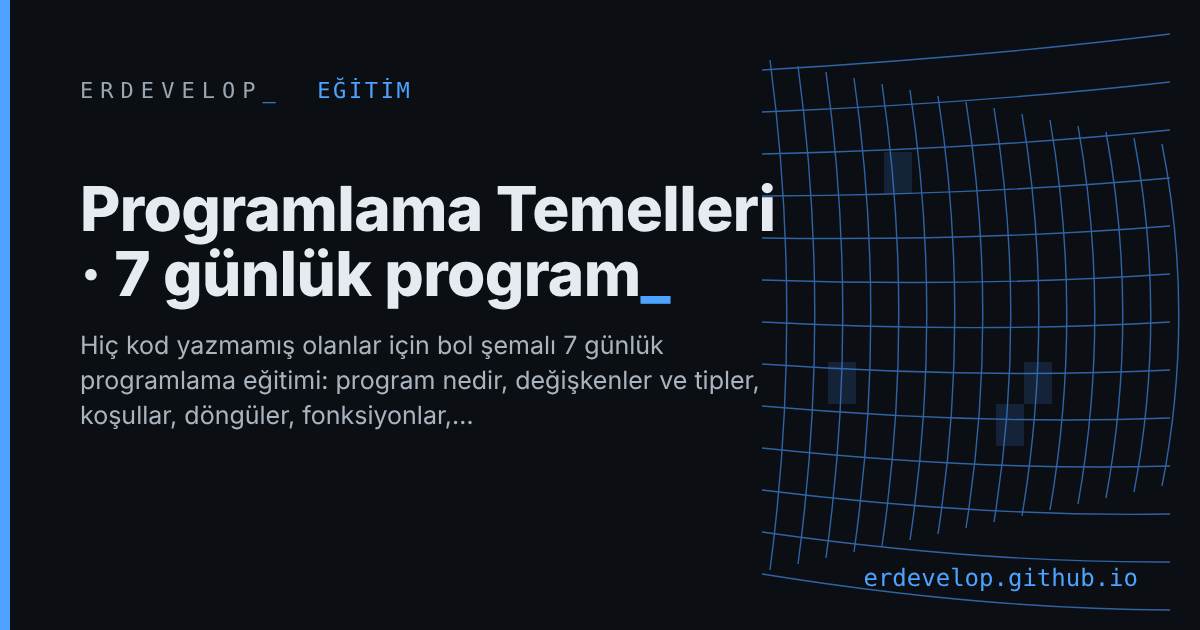 ERDEVELOP_ EĞİTİM
Programlama Temelleri
· 7 günlük program_
Hiç kod yazmamış olanlar için bol şemalı 7 günlük
programlama eğitimi: program nedir, değişkenler ve tipler,
koşullar, döngüler, fonksiyonlar,…
erdevelop.github.io